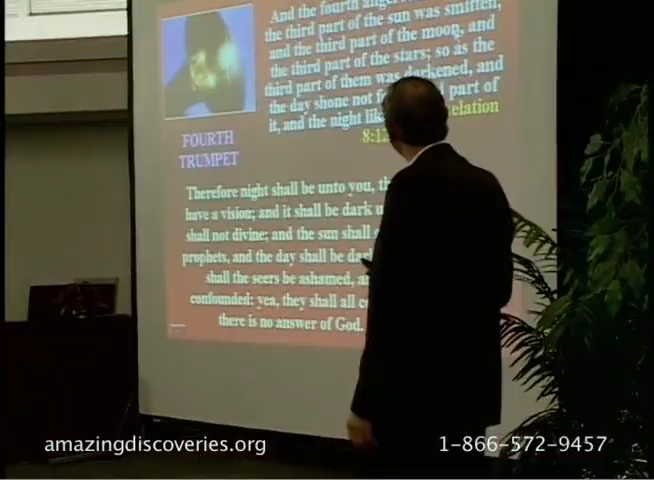 And the fourth angel
the third part of the sun was smitten,
and the third part of the moon, and
the third part of the stars; so as the
third part of them was darkened, and
the day shone not part of
it, and the night
8:12
FOURTH
TRUMPET
Therefore night shall be unto you,
have a vision; and it shall be dark
shall not divine; and the sun shall
prophets, and the day shall be
shall the seers be ashamed,
confounded: yea, they shall all
there is no answer of God.
amazingdiscoveries.org
1-866-572-9457